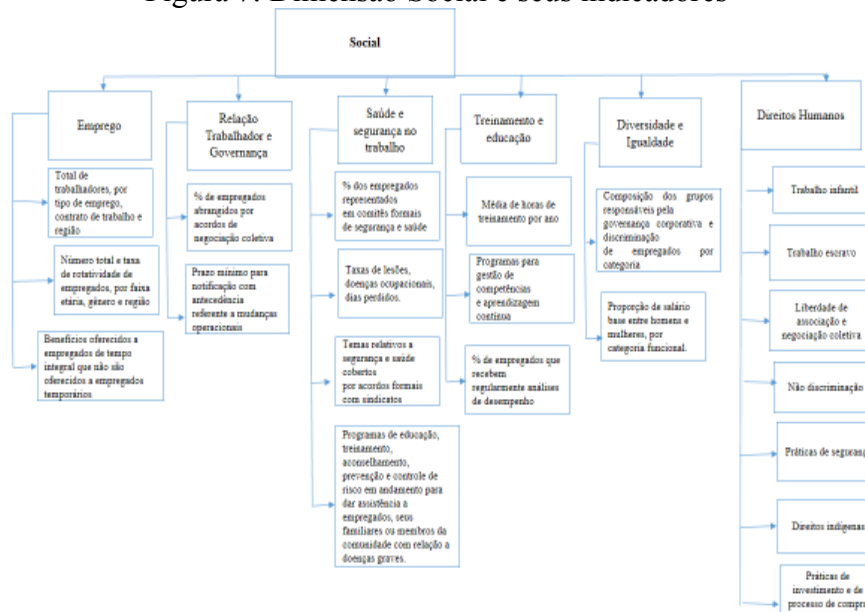 Figura 7: Dimensão Social e seus indicadores
Social
Emprego
Total de
trabalhadores, por
tipo de emprego,
contrato de trabalho e
região
Número total e taxa
de rotatividade de
empregados, por faixa
etária, gênero e região
Benefícios oferecidos a
empregados de tempo
integral que não são
oferecidos a empregados
temporários
Relação
Trabalhador e
Governança
% de empregados
abrangidos por
acordos de
negociação coletiva
Prazo mínimo para
notificação com
antecedência
referente a mudanças
operacionais
Saúde e
segurança no
trabalho
% dos empregados
representados
em comitês formais
de segurança e saúde
Taxas de lesões,
doenças ocupacionais,
dias perdidos.
Temas relativos a
segurança e saúde
cobertos
por acordos formais
com sindicatos
Programas de educação,
treinamento,
aconselhamento,
prevenção e controle de
risco em andamento para
dar assistência a
empregados, seus
familiares ou membros da
comunidade com relação a
doenças graves.
Treinamento e
educação
Média de horas de
treinamento por ano
Programas para
gestão de
competências
e aprendizagem
contínua
% de empregados que
recebem
regularmente análises
de desempenho
Diversidade e
Igualdade
Composição dos grupos
responsáveis pela
governança corporativa e
discriminação
de empregados por
categoria
Proporção de salário
base entre homens e
mulheres, por
categoria funcional.
Direitos Humanos
Trabalho infantil
Trabalho escravo
Liberdade de
associação e
negociação coletiva
Não discriminação
Práticas de seguranç
Direitos indígenas
Práticas de
investimento e de
processo de compra